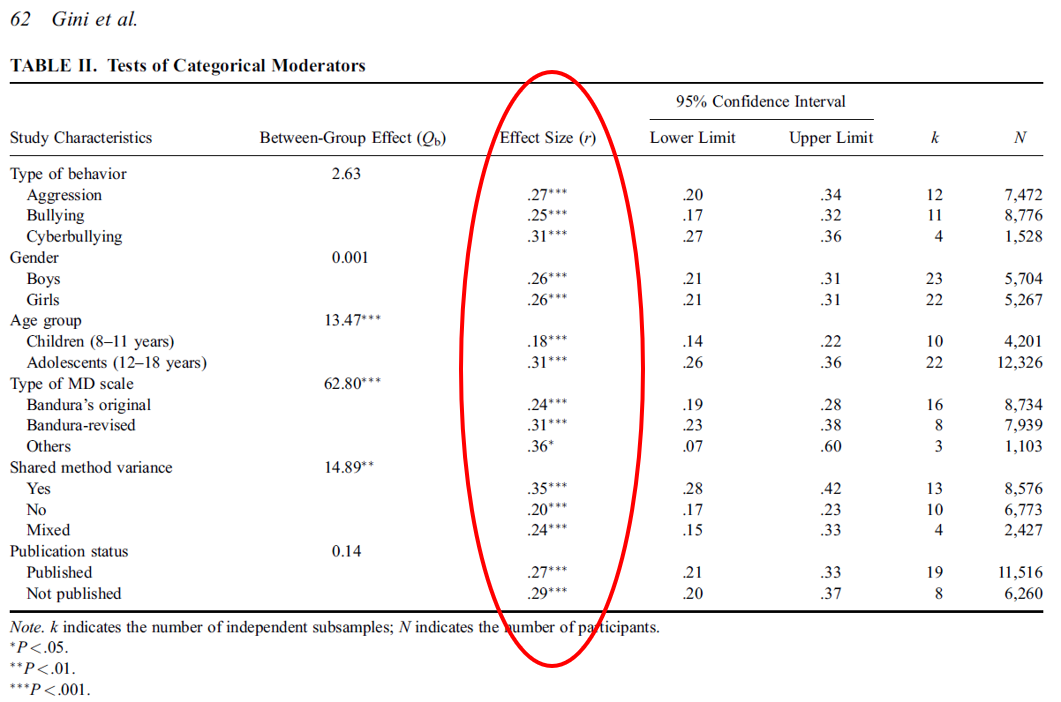 62 Gini et al.
TABLE II. Tests of Categorical Moderators
95% Confidence Interval
Study Characteristics Between-Group Effect (Qb) Effect Size (r) Lower Limit Upper Limit k N
Type of behavior 2.63
Aggression .27*** .20 .34 12 7,472
Bullying .25*** .17 .32 11 8,776
Cyberbullying .31*** .27 .36 4 1,528
Gender 0.001
Boys .26*** .21 .31 23 5,704
Girls .26*** .21 .31 22 5,267
Age group 13.47***
Children (8–11 years) .18*** .14 .22 10 4,201
Adolescents (12–18 years) .31*** .26 .36 22 12,326
Type of MD scale 62.80***
Bandura's original .24*** .19 .28 16 8,734
Bandura-revised .31*** .23 .38 8 7,939
Others .36* .07 .60 3 1,103
Shared method variance 14.89**
Yes .35*** .28 .42 13 8,576
No .20*** .17 .23 10 6,773
Mixed .24*** .15 .33 4 2,427
Publication status 0.14
Published .27*** .21 .33 19 11,516
Not published .29*** .20 .37 8 6,260
Note. k indicates the number of independent subsamples; N indicates the number of participants.
*P<.05.
**P<.01.
***P<.001.